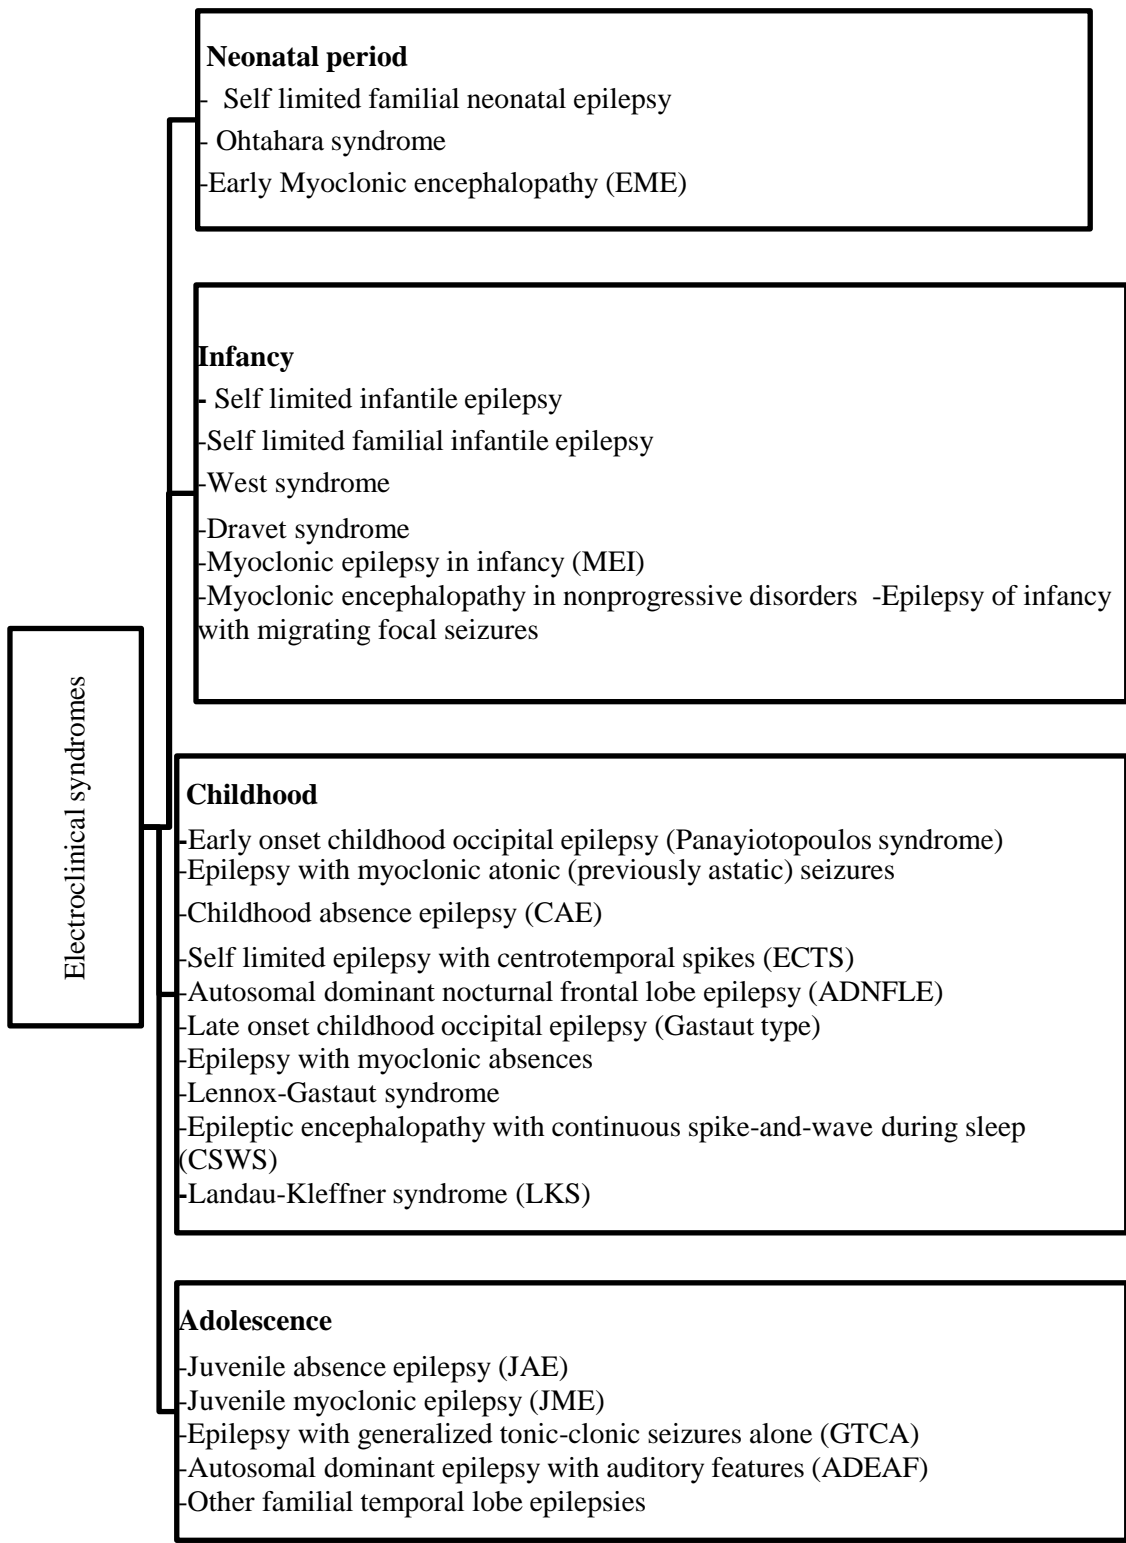 Neonatal period
- Self limited familial neonatal epilepsy
- Ohtahara syndrome
-Early Myoclonic encephalopathy (EME)
Infancy
- Self limited infantile epilepsy
-Self limited familial infantile epilepsy
-West syndrome
-Dravet syndrome
-Myoclonic epilepsy in infancy (MEI)
-Myoclonic encephalopathy in nonprogressive disorders -Epilepsy of infancy
with migrating focal seizures
Electroclinical syndromes
Childhood
-Early onset childhood occipital epilepsy (Panayiotopoulos syndrome)
-Epilepsy with myoclonic atonic (previously astatic) seizures
-Childhood absence epilepsy (CAE)
-Self limited epilepsy with centrotemporal spikes (ECTS)
-Autosomal dominant nocturnal frontal lobe epilepsy (ADNFLE)
-Late onset childhood occipital epilepsy (Gastaut type)
-Epilepsy with myoclonic absences
-Lennox-Gastaut syndrome
-Epileptic encephalopathy with continuous spike-and-wave during sleep
(CSWS)
-Landau-Kleffner syndrome (LKS)
Adolescence
-Juvenile absence epilepsy (JAE)
-Juvenile myoclonic epilepsy (JME)
-Epilepsy with generalized tonic-clonic seizures alone (GTCA)
-Autosomal dominant epilepsy with auditory features (ADEAF)
-Other familial temporal lobe epilepsies